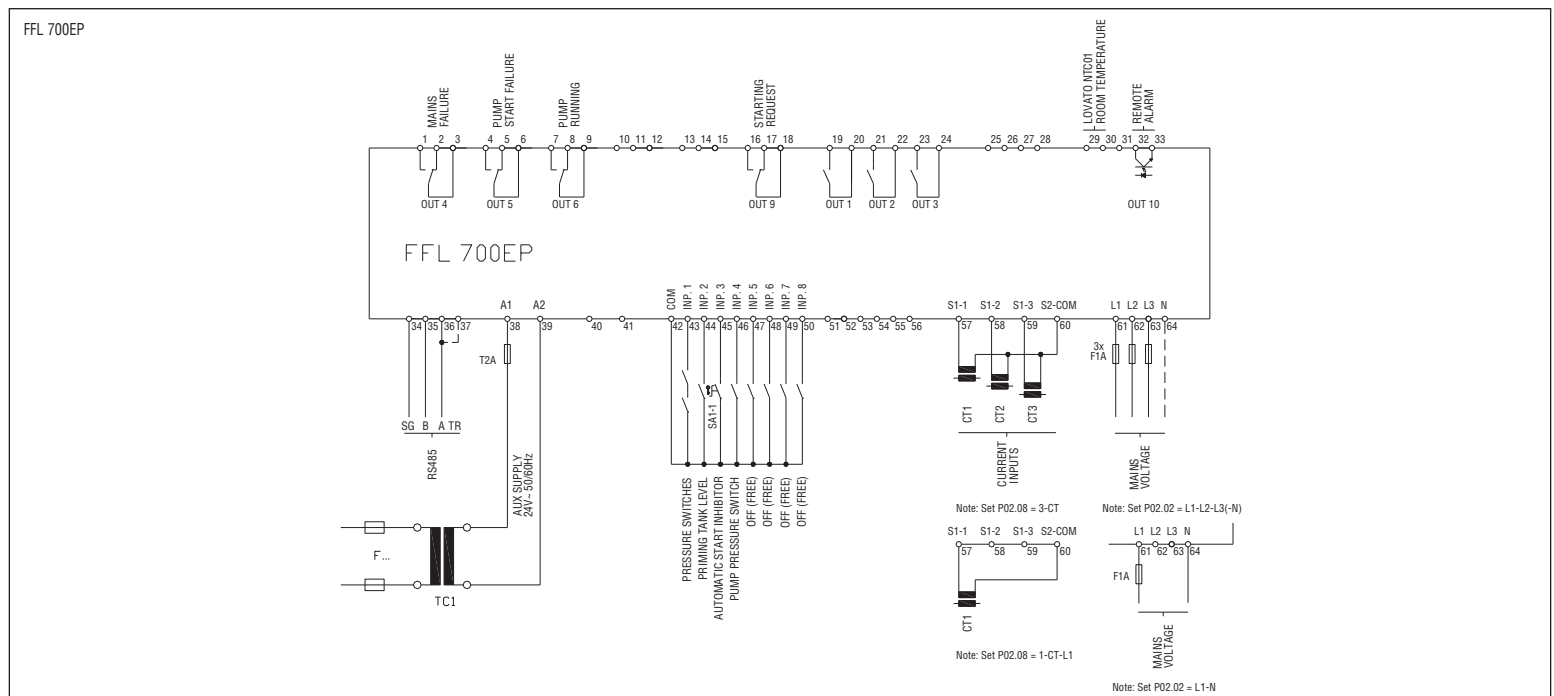 FFL 700EP
MAINS
FAILURE
PUMP
START FAILURE
PUMP
RUNNING
STARTING
REQUEST
LOVATO NTC01
ROOM TEMPERATURE
REMOTE
ALARM
1 2 3 4 5 6 7 8 9 10 11 12 13 14 15 16 17 18 19 20 21 22 23 24 25 26 27 28 29 30 31 32 33
OUT 4 OUT 5 OUT 6 OUT 9 OUT 1 OUT 2 OUT 3 OUT 10
FFL 700EP
A1 A2 COM INP. 1 INP. 2 INP. 3 INP. 4 INP. 5 INP. 6 INP. 7 INP. 8 S1-1 S1-2 S1-3 S2-COM L1 L2 L3 N
34 35 36 37 38 39 40 41 42 43 44 45 46 47 48 49 50 51 52 53 54 55 56 57 58 59 60 61 62 63 64
T2A
3x
F1A
SA1-1
SG B A TR
RS485
AUX SUPPLY
24V~ 50/60Hz
CT1 CT2 CT3
CURRENT
INPUTS
MAINS
VOLTAGE
PRESSURE SWITCHES
PRIMING TANK LEVEL
AUTOMATIC START INHIBITOR
PUMP PRESSURE SWITCH
OFF (FREE)
OFF (FREE)
OFF (FREE)
OFF (FREE)
Note: Set P02.08 = 3-CT
Note: Set P02.02 = L1-L2-L3(-N)
F...
TC1
S1-1 S1-2 S1-3 S2-COM
57 58 59 60
CT1
Note: Set P02.08 = 1-CT-L1
L1 L2 L3 N
61 62 63 64
F1A
MAINS
VOLTAGE
Note: Set P02.02 = L1-N